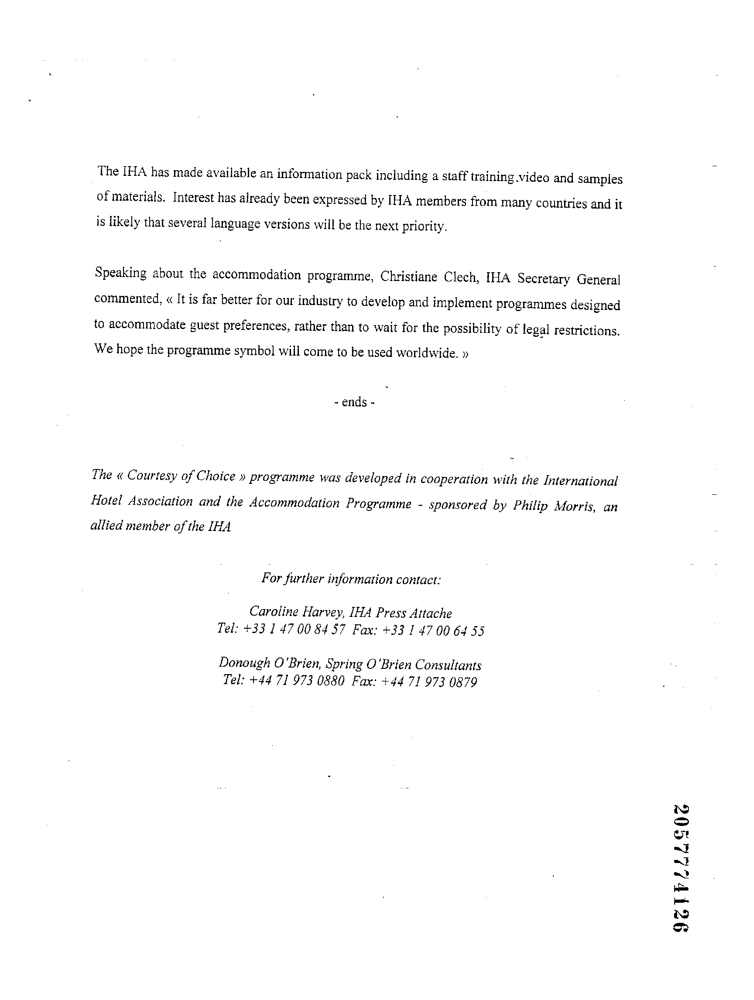 The IHA has made available an information pack including a staff training video and samples
of materials. Interest has already been expressed by IHA members from many countries and it
is likely that several language versions will be the next priority.
Speaking about the accommodation programme, Christiane Clech, IHA Secretary General
commented, « It is far better for our industry to develop and implement programmes designed
to accommodate guest preferences, rather than to wait for the possibility of legal restrictions.
We hope the programme symbol will come to be used worldwide. »
- ends -
The « Courtesy of Choice » programme was developed in cooperation with the International
Hotel Association and the Accommodation Programme - sponsored by Philip Morris, an
allied member of the IHA
For further information contact:
Caroline Harvey, IHA Press Attache
Tel: +33 1 47 00 84 57 Fax: +33 1 47 00 64 55
Donough O'Brien, Spring O'Brien Consultants
Tel: +44 71 973 0880 Fax: +44 71 973 0879
2057774126